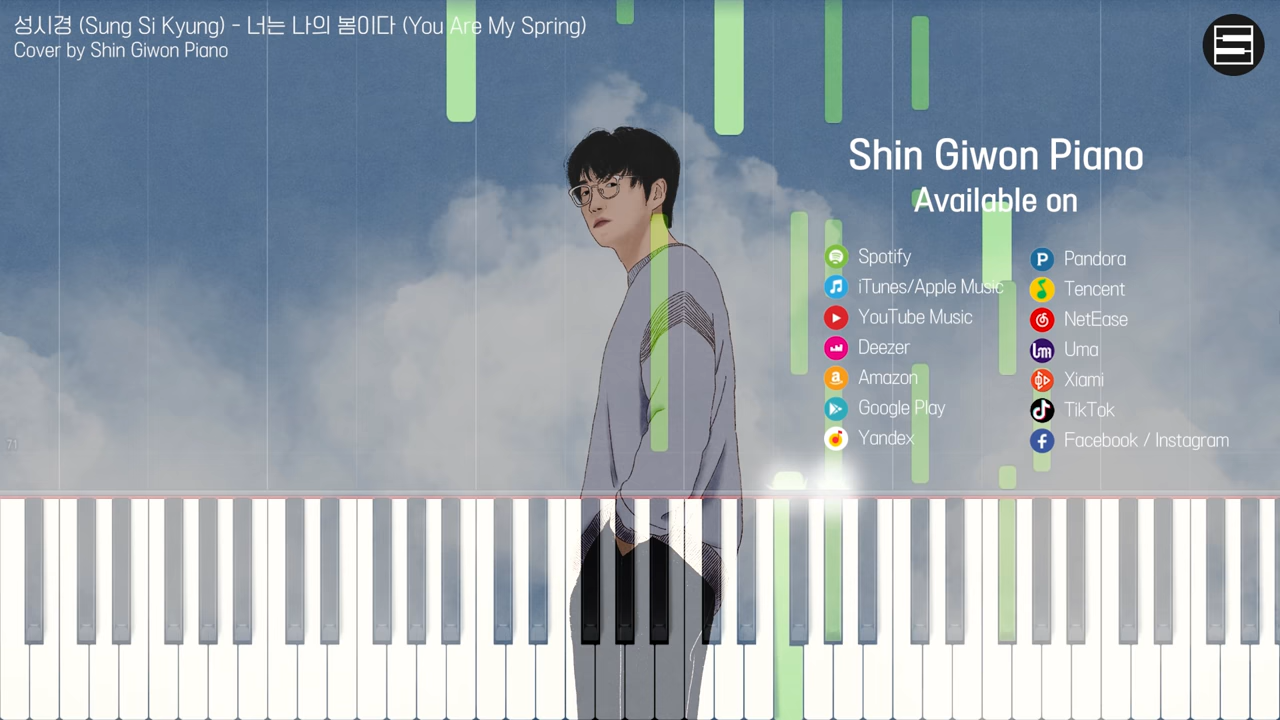 성시경 (Sung Si Kyung) - 너는 나의 봄이다 (You Are My Spring)
Cover by Shin Giwon Piano
Shin Giwon Piano
Available on
Spotify
iTunes/Apple Music
YouTube Music
Deezer
Amazon
Google Play
Yandex
Pandora
Tencent
NetEase
Uma
Xiami
TikTok
Facebook / Instagram
71